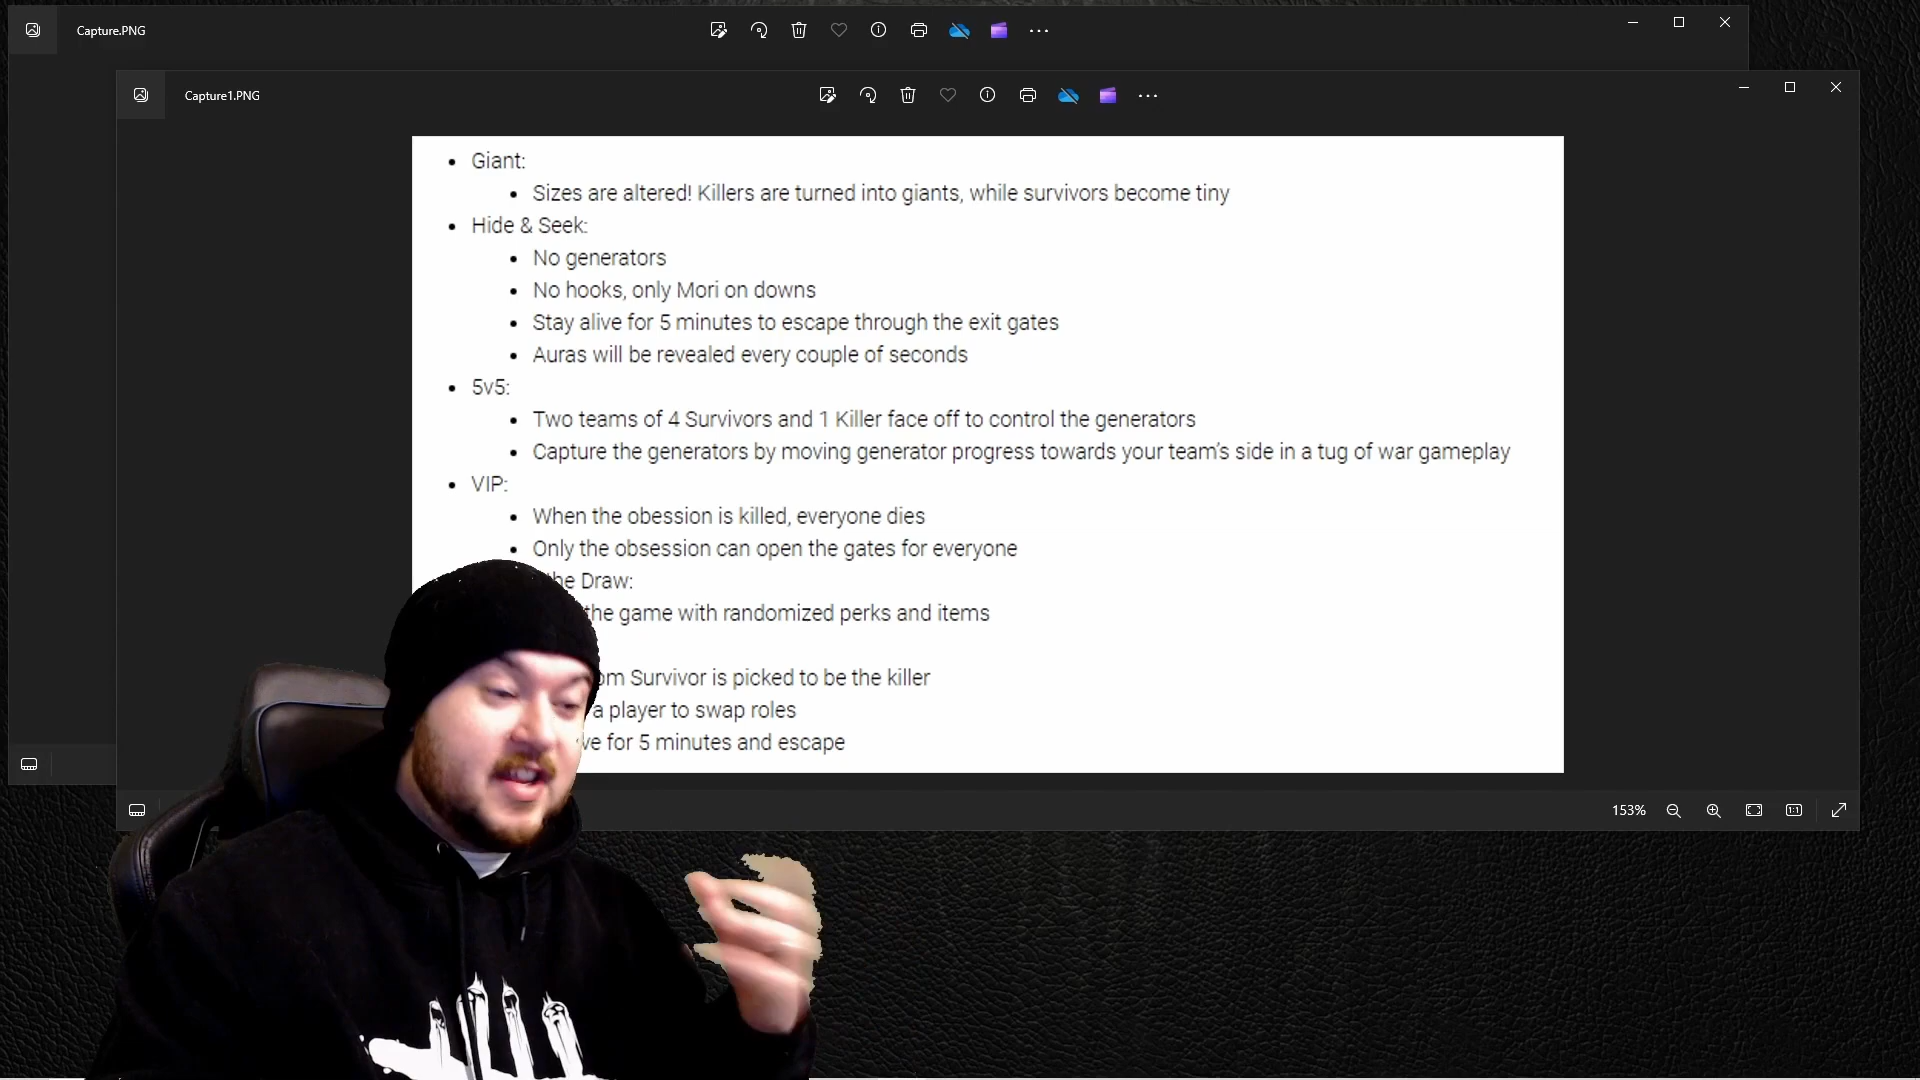 Capture.PNG
Capture1.PNG
Giant:
Sizes are altered! Killers are turned into giants, while survivors become tiny
Hide & Seek:
No generators
No hooks, only Mori on downs
Stay alive for 5 minutes to escape through the exit gates
Auras will be revealed every couple of seconds
5v5:
Two teams of 4 Survivors and 1 Killer face off to control the generators
Capture the generators by moving generator progress towards your team's side in a tug of war gameplay
VIP:
When the obession is killed, everyone dies
Only the obsession can open the gates for everyone
the Draw:
the game with randomized perks and items
Survivor is picked to be the killer
a player to swap roles
for 5 minutes and escape
153%
1:1